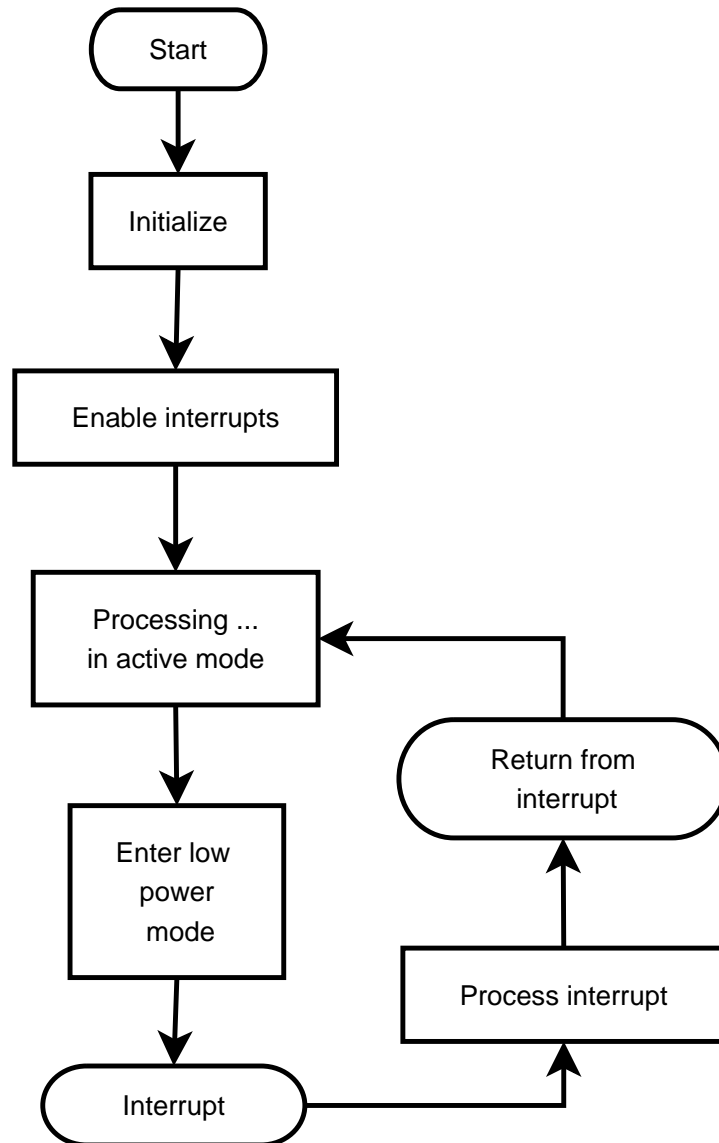 Start
Initialize
Enable interrupts
Processing ...
in active mode
Enter low
power
mode
Interrupt
Process interrupt
Return from
interrupt